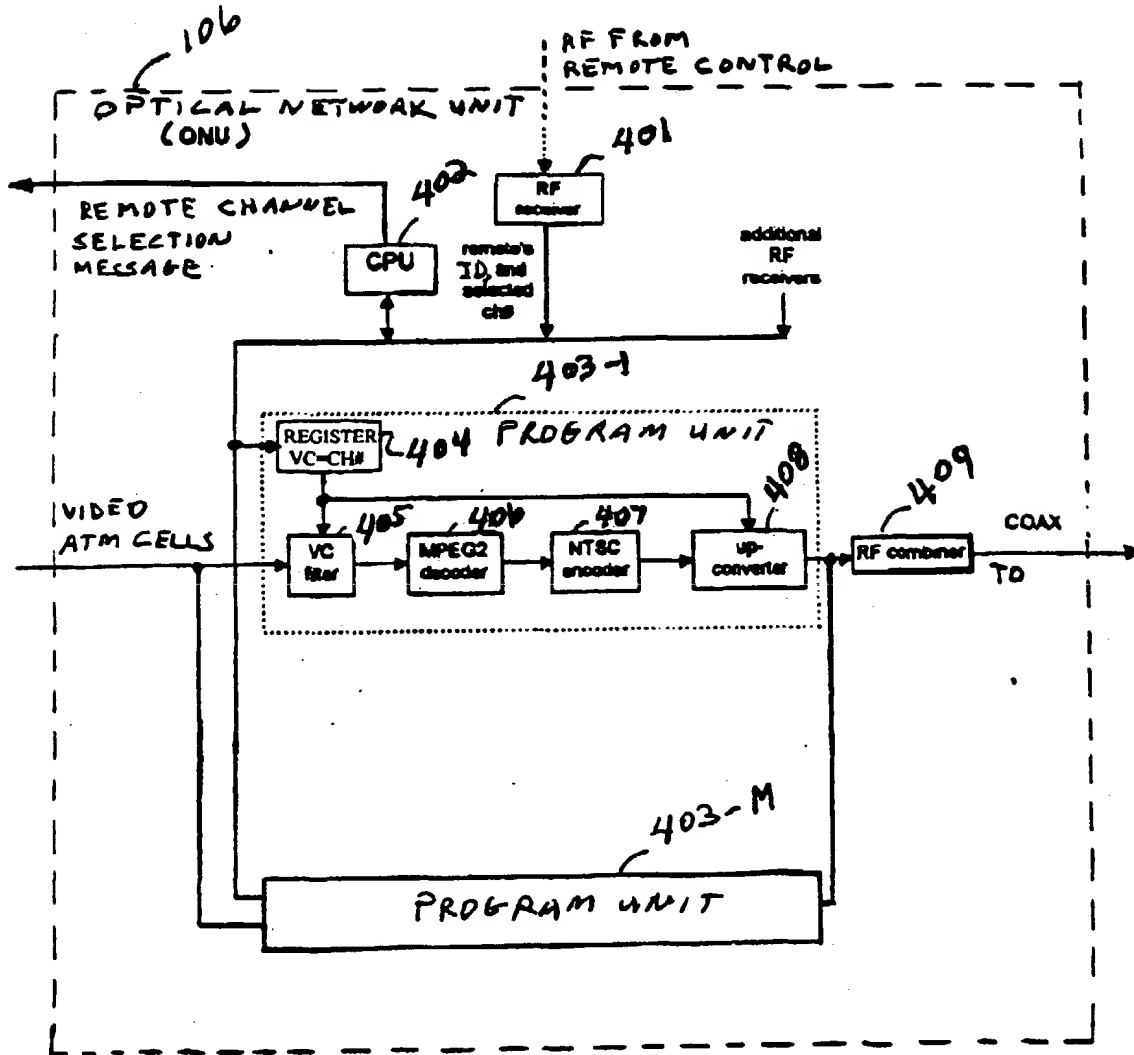 106
RF FROM
REMOTE CONTROL
OPTICAL NETWORK UNIT
(ONU)
401
402
RF
receiver
REMOTE CHANNEL
SELECTION
MESSAGE
CPU
remote's
ID, and
selected
ch#
additional
RF
receivers
403-1
REGISTER
VC=CH#
404
PROGRAM UNIT
408
409
VIDEO
ATM CELLS
405
406
407
COAX
TO
VC
filter
MPEG2
decoder
NTSC
encoder
up-
converter
RF combiner
403-M
PROGRAM UNIT